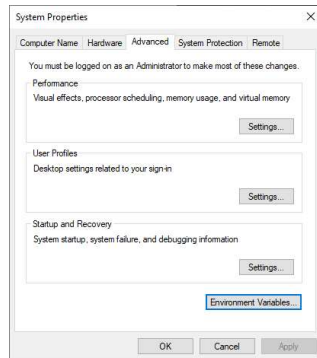 System Properties
Computer Name Hardware Advanced System Protection Remote
You must be logged on as an Administrator to make most of these changes.
Performance
Visual effects, processor scheduling, memory usage, and virtual memory
Settings...
User Profiles
Desktop settings related to your sign-in
Settings...
Startup and Recovery
System startup, system failure, and debugging information
Settings...
Environment Variables...
OK Cancel Apply